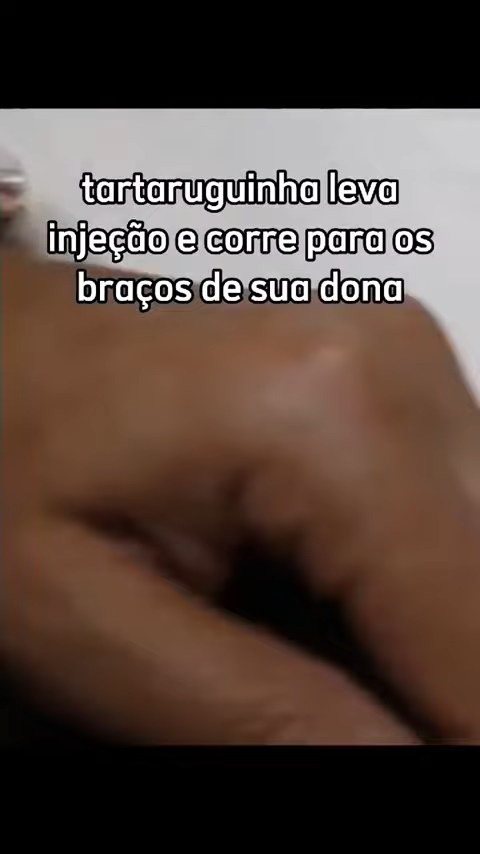 tartaruguinha leva
injeção e corre para os
braços de sua dona